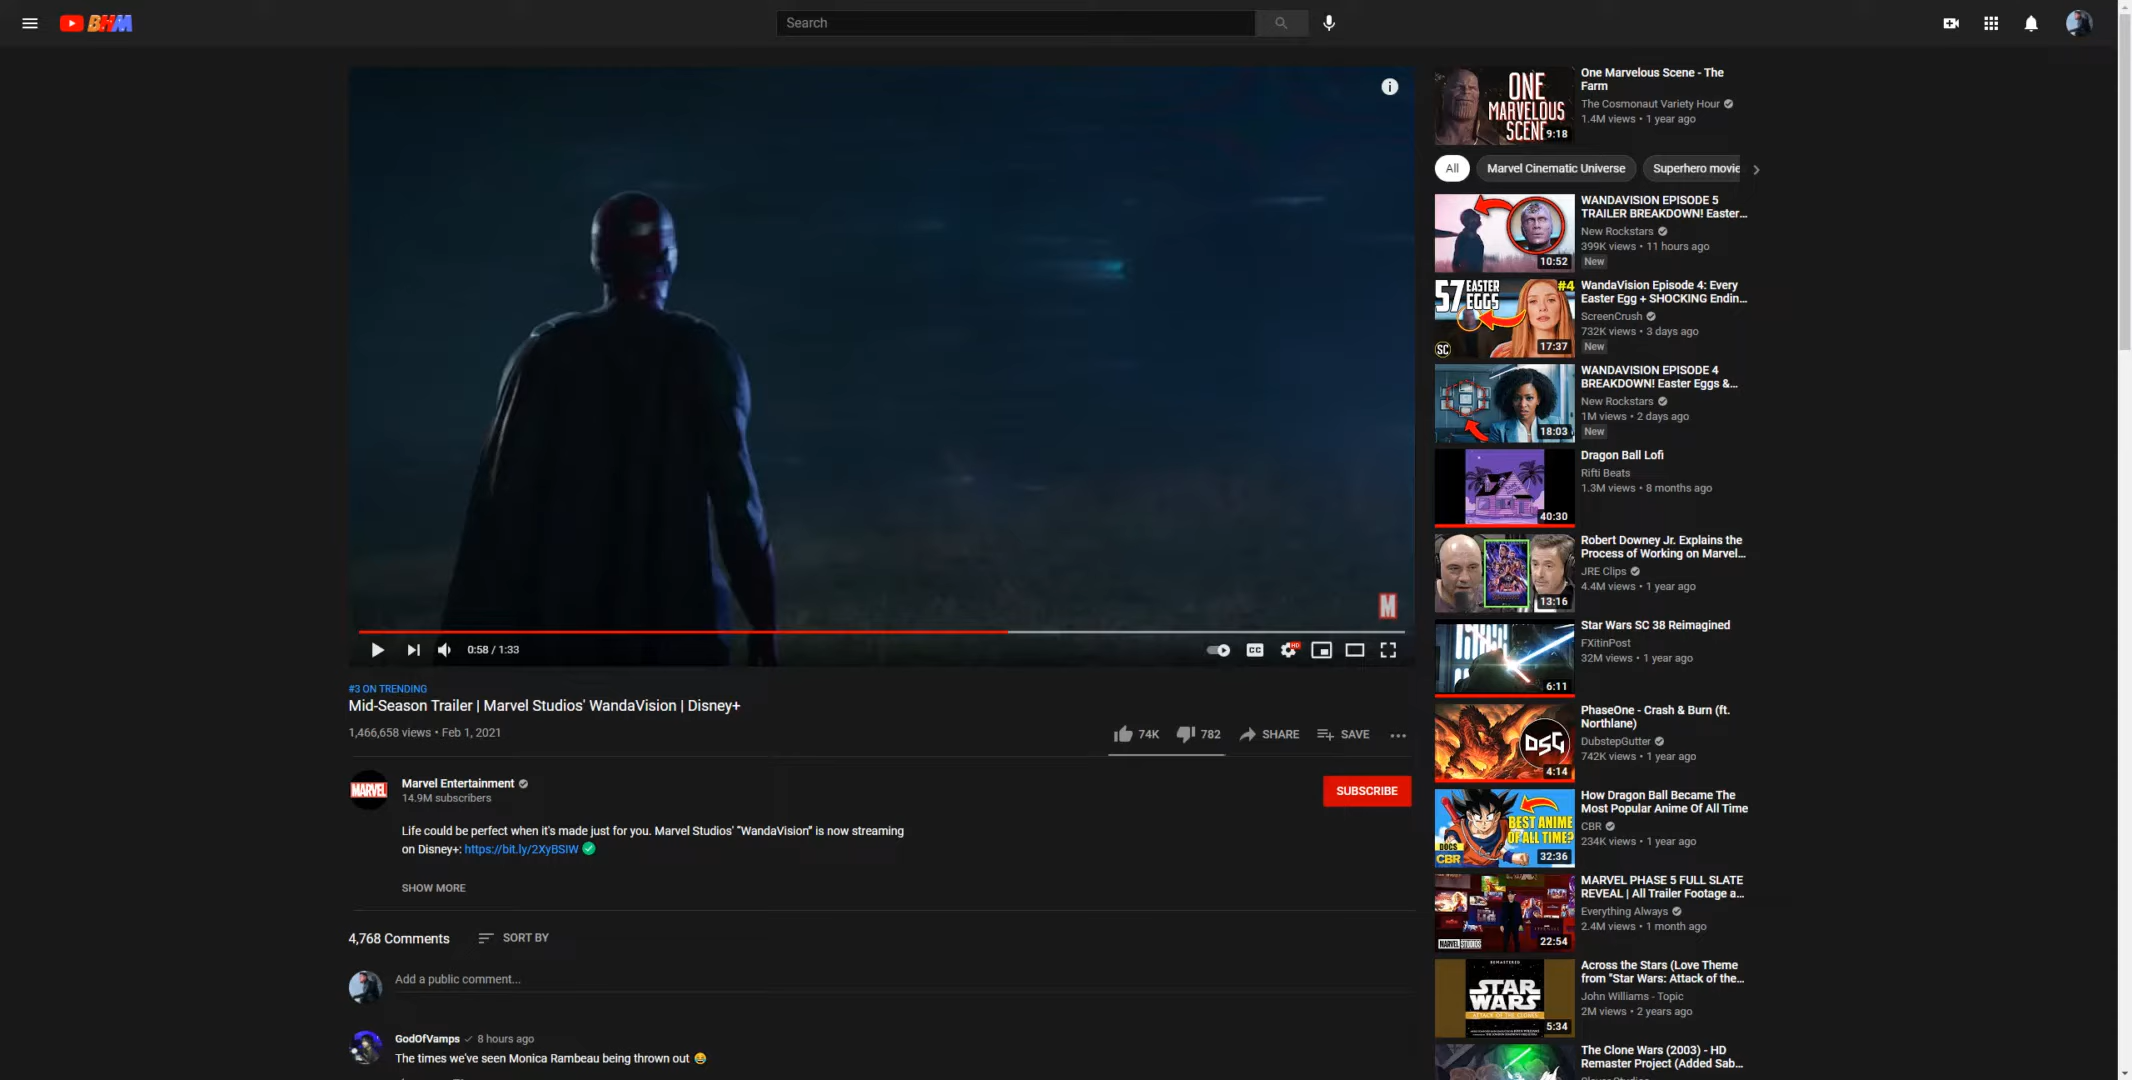 BHM
Search
One Marvelous Scene - The
Farm
The Cosmonaut Variety Hour
1.4M views • 1 year ago
ONE
MARVELOUS
SCENE
9:18
All
Marvel Cinematic Universe
Superhero movie
WANDAVISION EPISODE 5
TRAILER BREAKDOWN! Easter...
New Rockstars
399K views • 11 hours ago
New
10:52
57 EASTER
EGGS
#4
SC
17:37
WandaVision Episode 4: Every
Easter Egg + SHOCKING Endin...
ScreenCrush
732K views • 3 days ago
New
WANDAVISION EPISODE 4
BREAKDOWN! Easter Eggs &...
New Rockstars
1M views • 2 days ago
New
18:03
Dragon Ball Lofi
Rifti Beats
1.3M views • 8 months ago
40:30
Robert Downey Jr. Explains the
Process of Working on Marvel...
JRE Clips
4.4M views • 1 year ago
13:16
Star Wars SC 38 Reimagined
FXitinPost
32M views • 1 year ago
6:11
PhaseOne - Crash & Burn (ft.
Northlane)
DubstepGutter
742K views • 1 year ago
DSG
4:14
How Dragon Ball Became The
Most Popular Anime Of All Time
CBR
234K views • 1 year ago
BEST ANIME
OF ALL TIME?
DOCS
CBR
32:36
MARVEL PHASE 5 FULL SLATE
REVEAL | All Trailer Footage a...
Everything Always
2.4M views • 1 month ago
MARVEL STUDIOS
22:54
Across the Stars (Love Theme
from "Star Wars: Attack of the...
John Williams - Topic
2M views • 2 years ago
REMASTERED
STAR
WARS
ATTACK OF THE CLONES
5:34
The Clone Wars (2003) - HD
Remaster Project (Added Sab...
M
0:58 / 1:33
CC
HD
#3 ON TRENDING
Mid-Season Trailer | Marvel Studios' WandaVision | Disney+
1,466,658 views • Feb 1, 2021
74K
782
SHARE
SAVE
MARVEL
Marvel Entertainment
14.9M subscribers
SUBSCRIBE
Life could be perfect when it's made just for you. Marvel Studios' "WandaVision" is now streaming
on Disney+: https://bit.ly/2XyBSIW
SHOW MORE
4,768 Comments
SORT BY
Add a public comment...
GodOfVamps
8 hours ago
The times we've seen Monica Rambeau being thrown out 😂